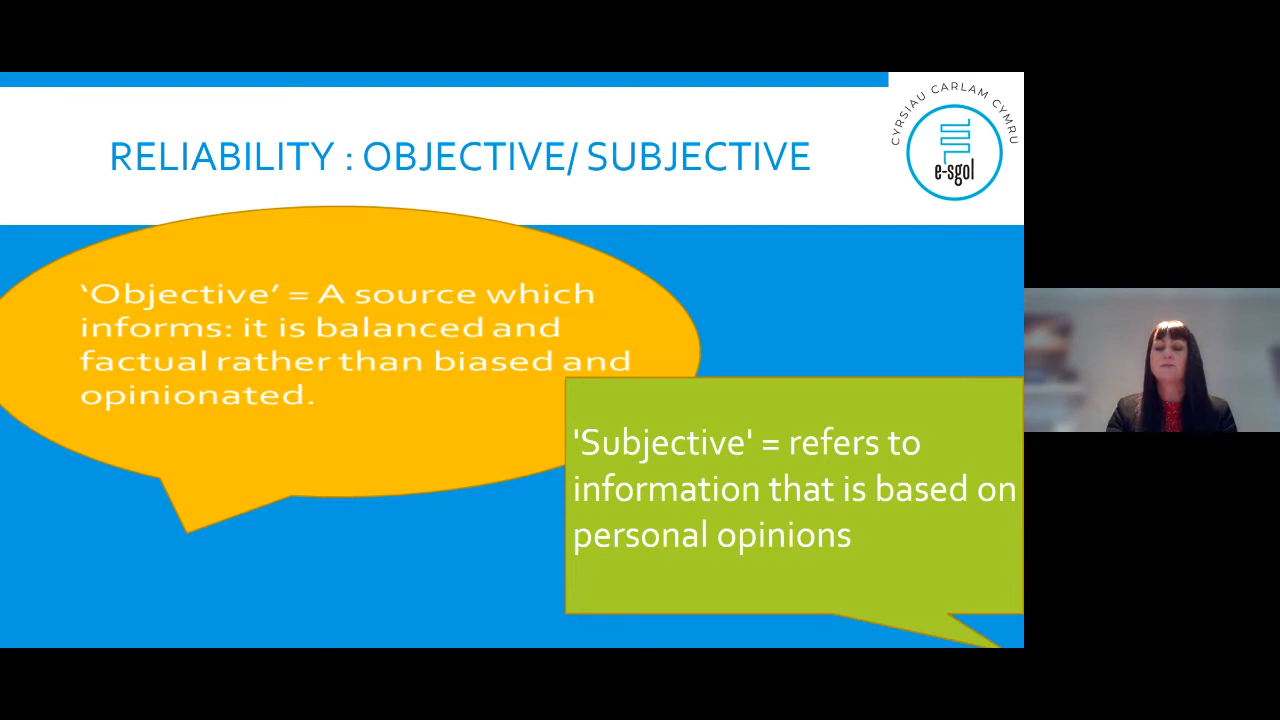 CYRSIAU CARLAM CYMRU
e-sgol
RELIABILITY : OBJECTIVE/ SUBJECTIVE
‘Objective’ = A source which
informs: it is balanced and
factual rather than biased and
opinionated.
'Subjective' = refers to
information that is based on
personal opinions